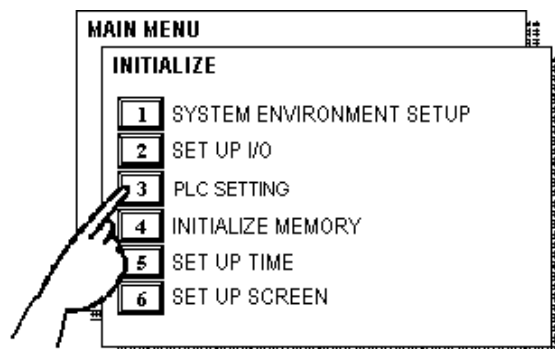 MAIN MENU
INITIALIZE
1 SYSTEM ENVIRONMENT SETUP
2 SET UP I/O
3 PLC SETTING
4 INITIALIZE MEMORY
5 SET UP TIME
6 SET UP SCREEN